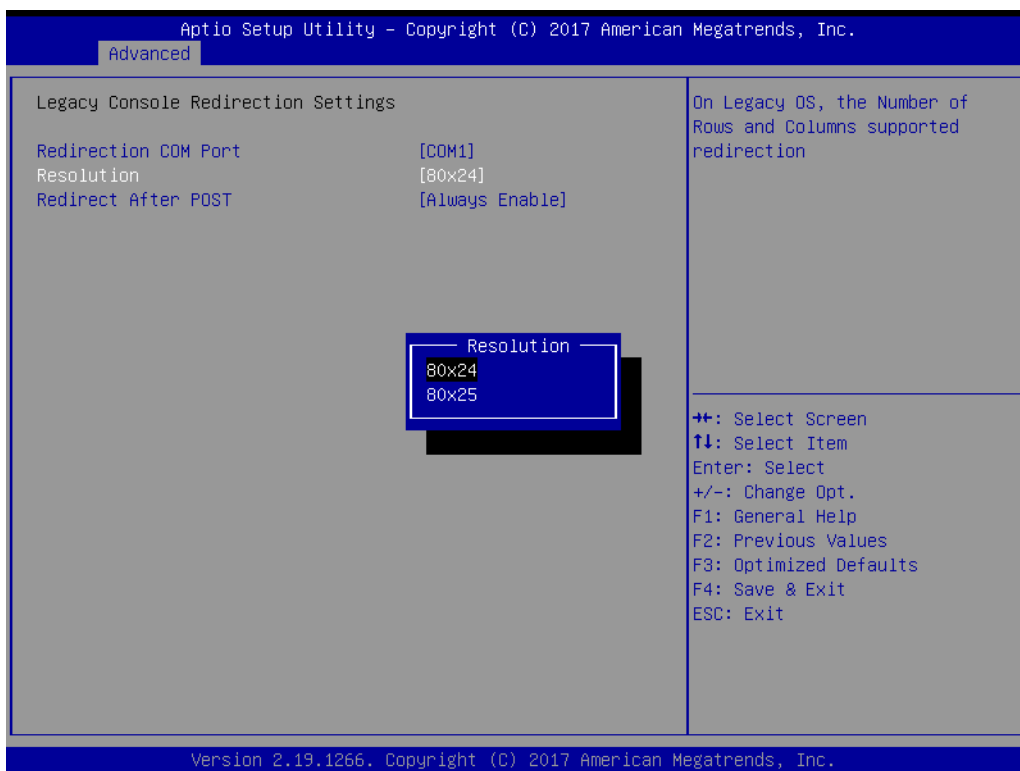 Aptio Setup Utility – Copyright (C) 2017 American Megatrends, Inc.
Advanced
Legacy Console Redirection Settings
Redirection COM Port [COM1]
Resolution [80x24]
Redirect After POST [Always Enable]
On Legacy OS, the Number of
Rows and Columns supported
redirection
Resolution
80x24
80x25
→←: Select Screen
↑↓: Select Item
Enter: Select
+/-: Change Opt.
F1: General Help
F2: Previous Values
F3: Optimized Defaults
F4: Save & Exit
ESC: Exit
Version 2.19.1266. Copyright (C) 2017 American Megatrends, Inc.